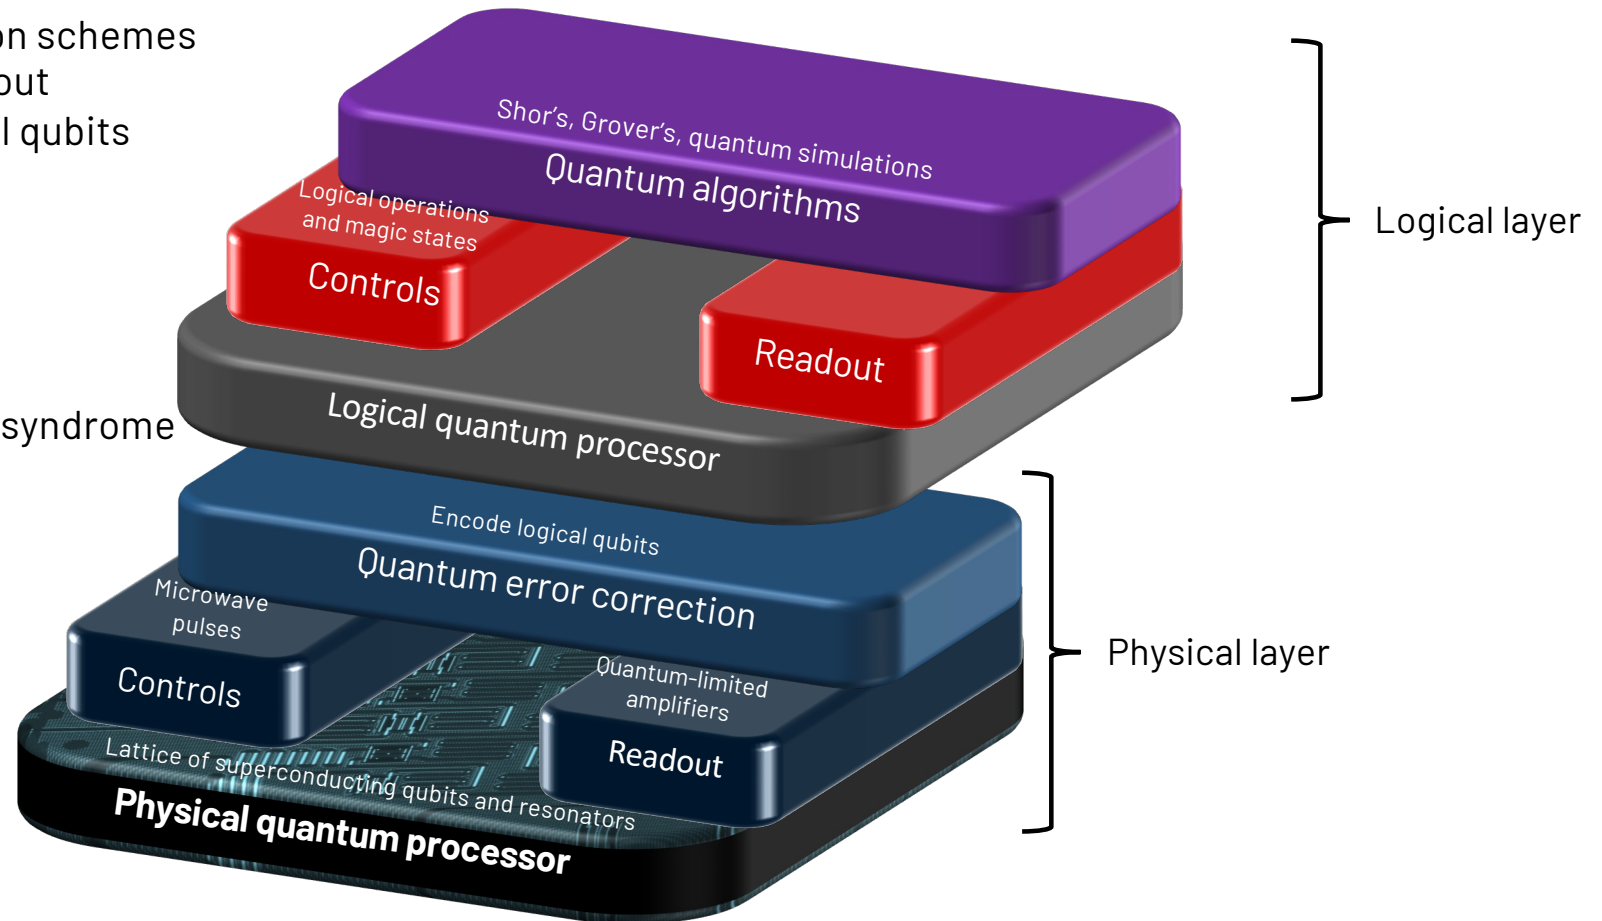 schemes
qubits
Shor's, Grover's, quantum simulations
Quantum algorithms
Logical operations
and magic states
Controls
Readout
Logical layer
Logical quantum processor
syndrome
Encode logical qubits
Quantum error correction
Microwave
pulses
Controls
Quantum-limited
amplifiers
Readout
Physical layer
Lattice of superconducting qubits and resonators
Physical quantum processor